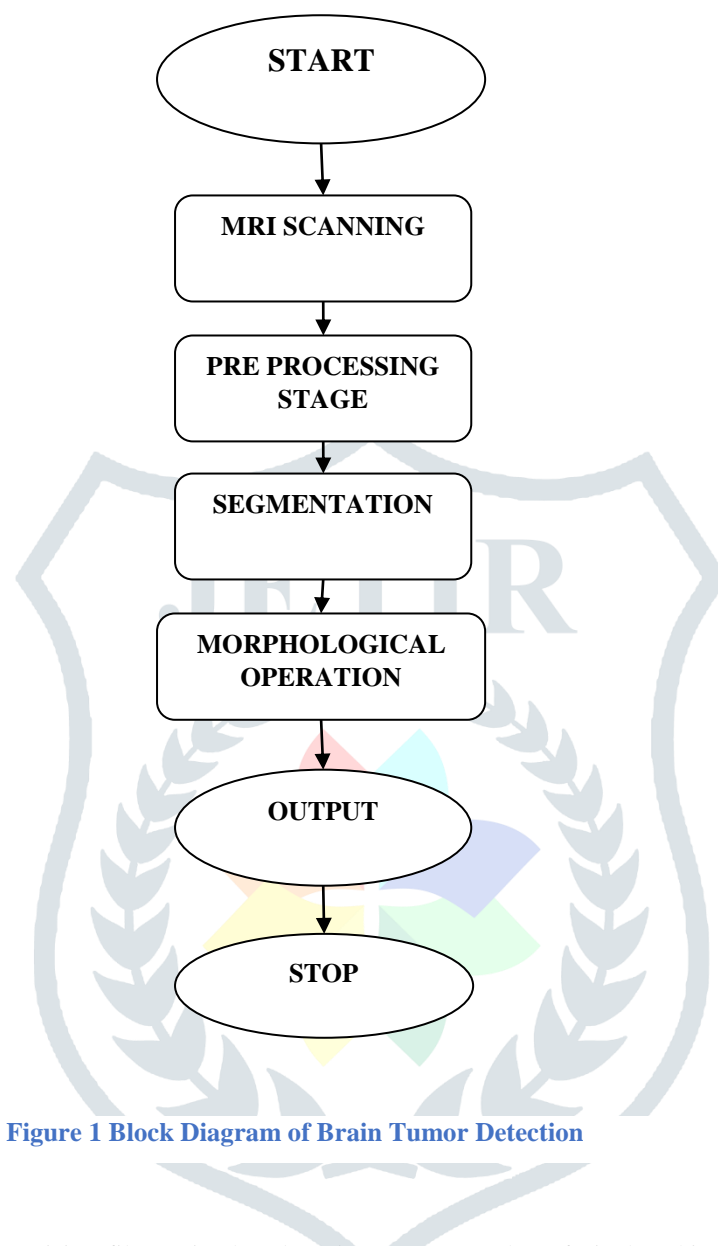 START
MRI SCANNING
PRE PROCESSING
STAGE
SEGMENTATION
MORPHOLOGICAL
OPERATION
OUTPUT
STOP
Figure 1 Block Diagram of Brain Tumor Detection